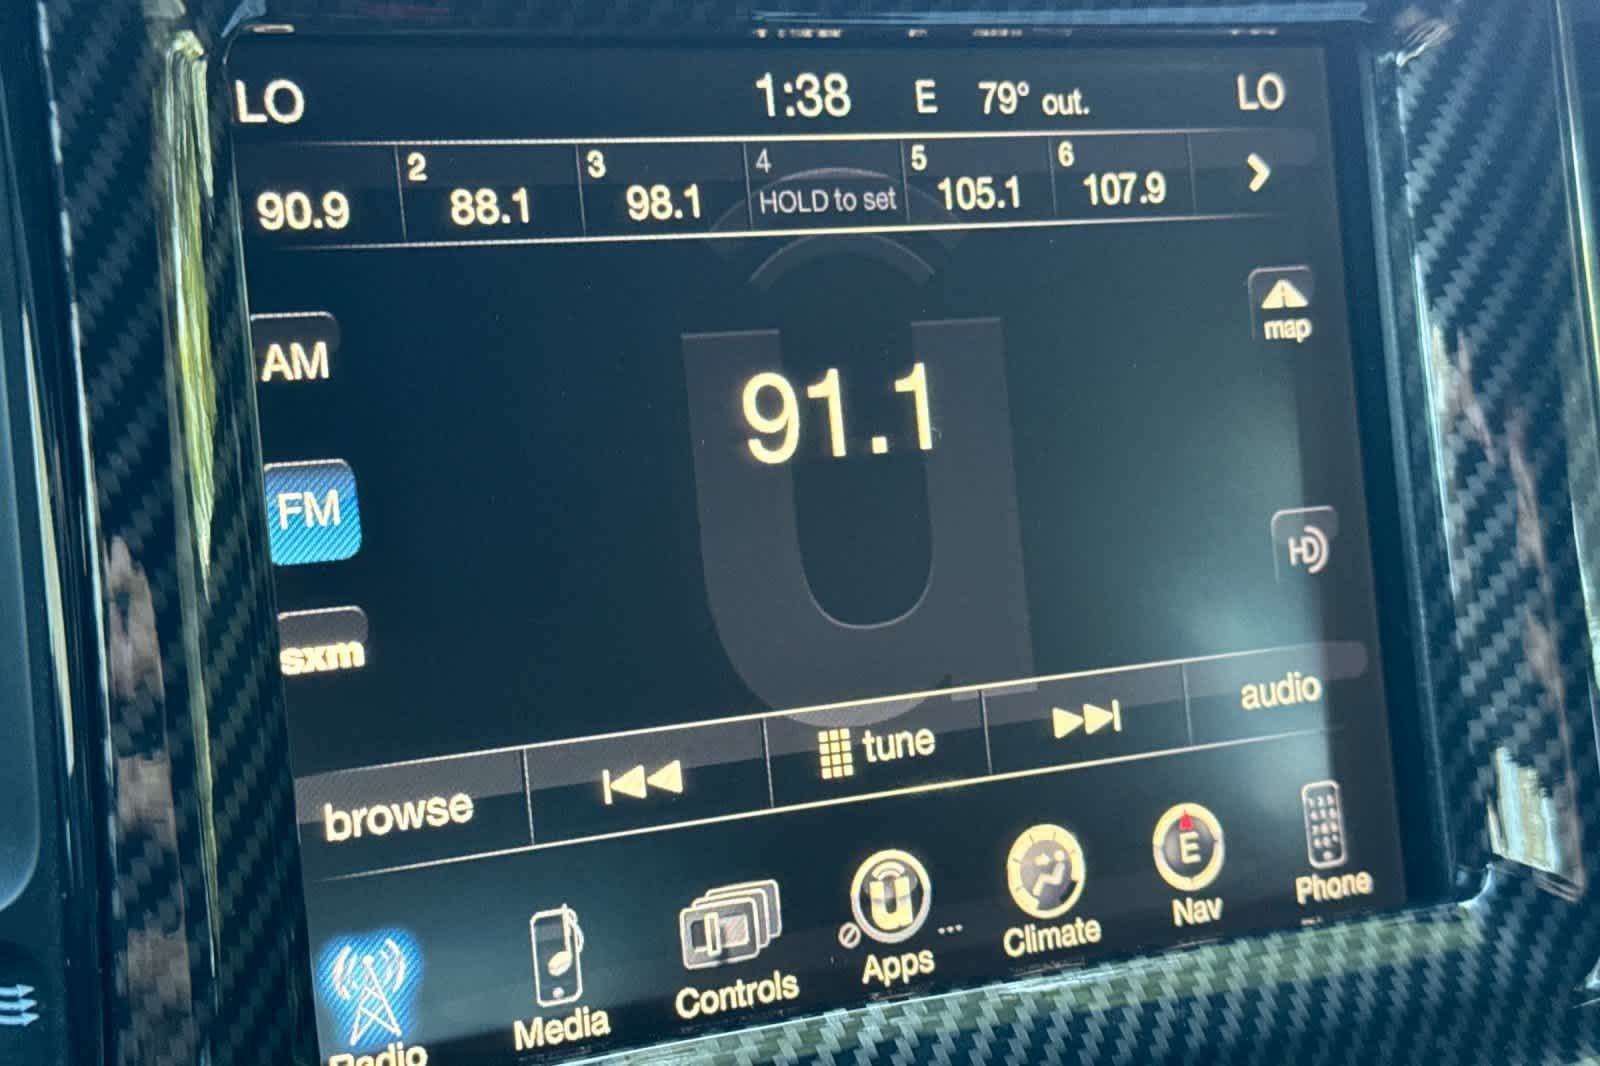 LO 1:38 E 79° out. LO
2 3 4 5 6
90.9 88.1 98.1 HOLD to set 105.1 107.9
map
AM
91.1
FM
HD
sxm
browse tune audio
E
Radio Media Controls Apps ... Climate Nav Phone